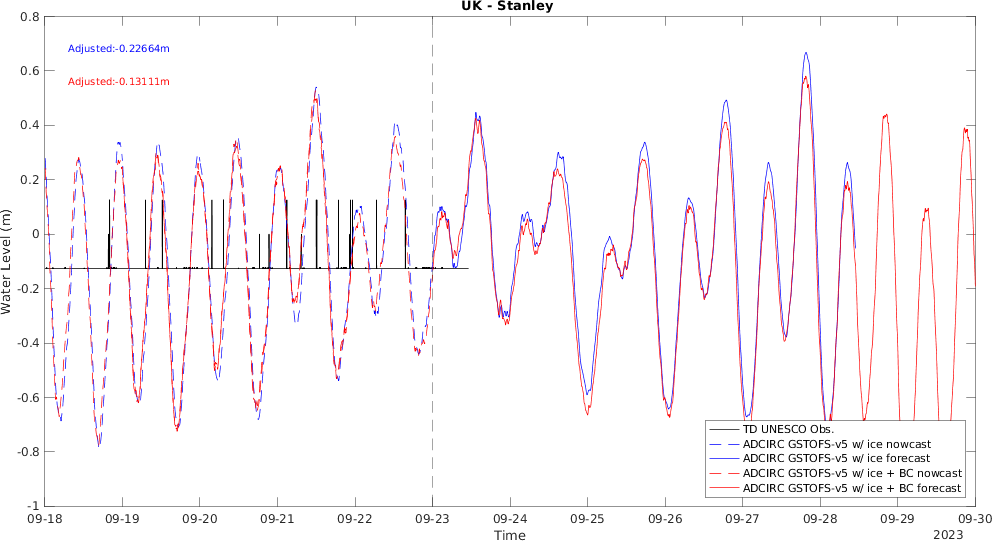 UK - Stanley
Adjusted:-0.22664m
Adjusted:-0.13111m
Water Level (m)
0.8
0.6
0.4
0.2
0
-0.2
-0.4
-0.6
-0.8
-1
TD UNESCO Obs.
ADCIRC GSTOFS-v5 w/ ice nowcast
ADCIRC GSTOFS-v5 w/ ice forecast
ADCIRC GSTOFS-v5 w/ ice + BC nowcast
ADCIRC GSTOFS-v5 w/ ice + BC forecast
09-18 09-19 09-20 09-21 09-22 09-23 09-24 09-25 09-26 09-27 09-28 09-29 09-30
Time
2023